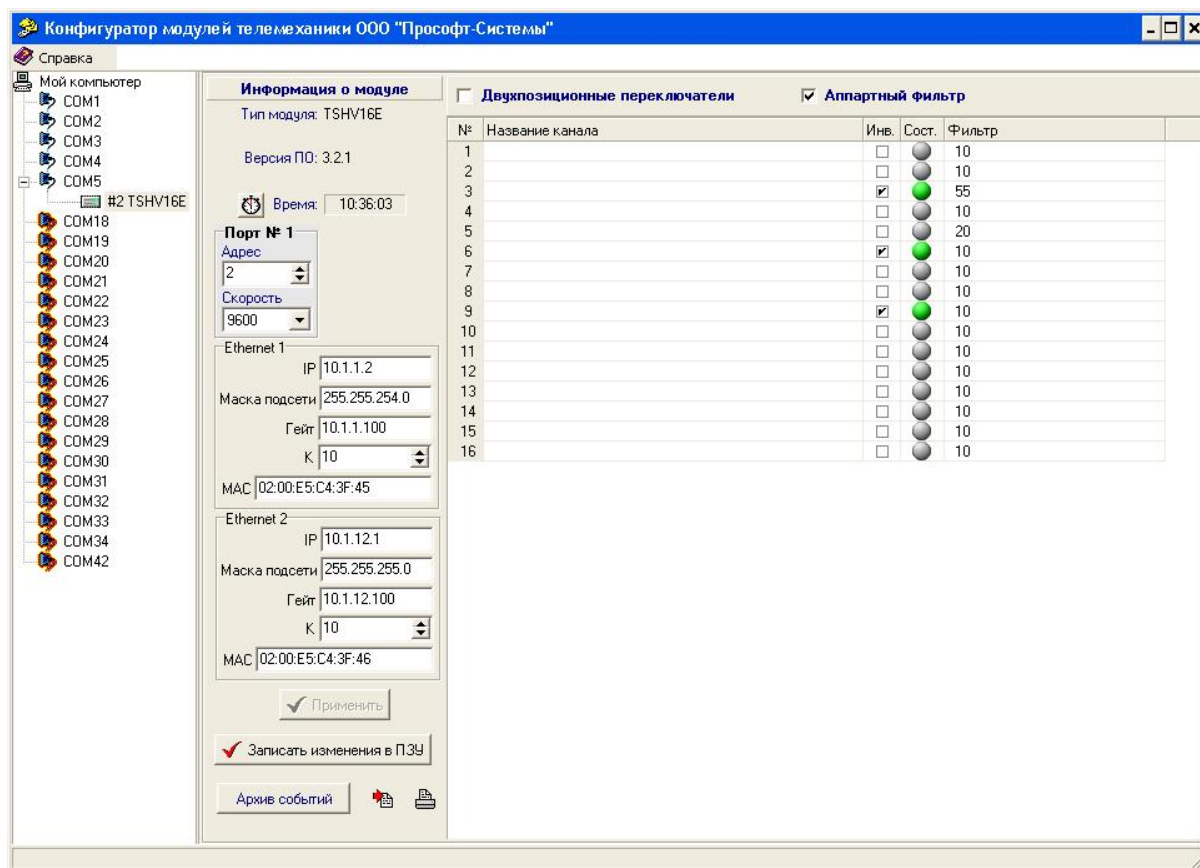 Конфигуратор модулей телемеханики ООО "Прософт-Системы"
Справка
Мой компьютер
COM1
COM2
COM3
COM4
COM5
#2 TSHV16E
COM18
COM19
COM20
COM21
COM22
COM23
COM24
COM25
COM26
COM27
COM28
COM29
COM30
COM31
COM32
COM33
COM34
COM42
Информация о модуле
Тип модуля: TSHV16E
Версия ПО: 3.2.1
Время: 10:36:03
Порт № 1
Адрес
2
Скорость
9600
Ethernet 1
IP 10.1.1.2
Маска подсети 255.255.254.0
Гейт 10.1.1.100
К 10
MAC 02:00:E5:C4:3F:45
Ethernet 2
IP 10.1.12.1
Маска подсети 255.255.255.0
Гейт 10.1.12.100
К 10
MAC 02:00:E5:C4:3F:46
Применить
Записать изменения в ПЗУ
Архив событий
Двухпозиционные переключатели Аппартный фильтр
№ Название канала Инв. Сост. Фильтр
1 10
2 10
3 55
4 10
5 20
6 10
7 10
8 10
9 10
10 10
11 10
12 10
13 10
14 10
15 10
16 10